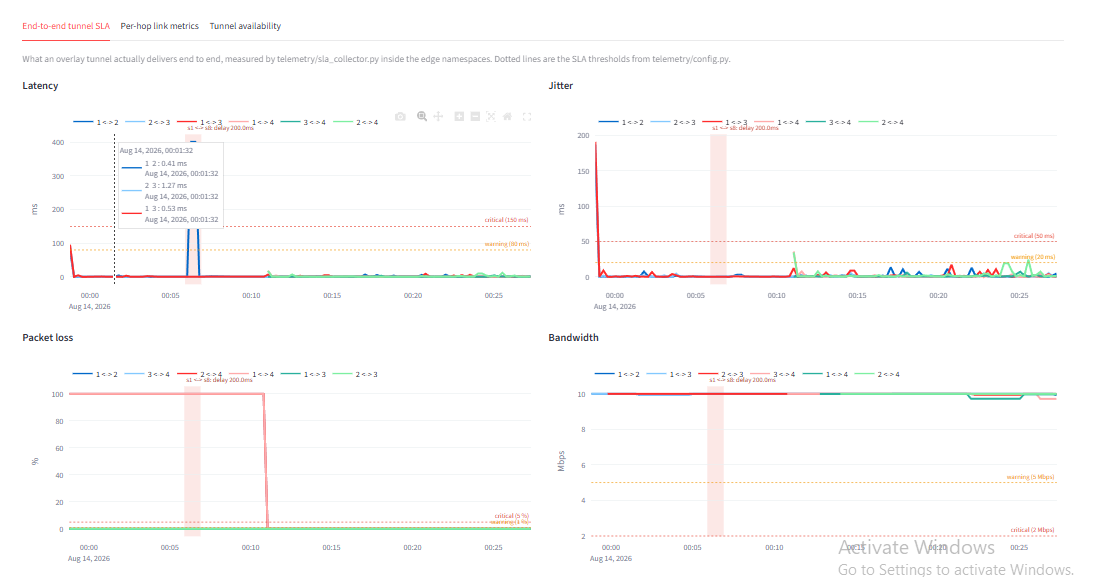 End-to-end tunnel SLA Per-hop link metrics Tunnel availability
What an overlay tunnel actually delivers end to end, measured by telemetry/sla_collector.py inside the edge namespaces. Dotted lines are the SLA thresholds from telemetry/config.py.
Latency
1 <-> 2 2 <-> 3 1 <-> 3 1 <-> 4 3 <-> 4 2 <-> 4
s1 <-> s8: delay 200.0ms
400
300
200
100
0
ms
Aug 14, 2026, 00:01:32
1 2 : 0.41 ms
Aug 14, 2026, 00:01:32
2 3 : 1.27 ms
Aug 14, 2026, 00:01:32
1 3 : 0.53 ms
Aug 14, 2026, 00:01:32
critical (150 ms)
warning (80 ms)
00:00 00:05 00:10 00:15 00:20 00:25
Aug 14, 2026
Jitter
1 <-> 2 2 <-> 3 1 <-> 3 1 <-> 4 3 <-> 4 2 <-> 4
s1 <-> s8: delay 200.0ms
200
150
100
50
0
ms
critical (50 ms)
warning (20 ms)
00:00 00:05 00:10 00:15 00:20 00:25
Aug 14, 2026
Packet loss
1 <-> 2 3 <-> 4 2 <-> 4 1 <-> 4 1 <-> 3 2 <-> 3
s1 <-> s8: delay 200.0ms
100
80
60
40
20
0
%
critical (5 %)
warning (1 %)
00:00 00:05 00:10 00:15 00:20 00:25
Aug 14, 2026
Bandwidth
1 <-> 2 1 <-> 3 2 <-> 3 3 <-> 4 1 <-> 4 2 <-> 4
s1 <-> s8: delay 200.0ms
10
8
6
4
2
Mbps
warning (5 Mbps)
critical (2 Mbps)
00:00 00:05 00:10 00:15 00:20 00:25
Aug 14, 2026
Activate Windows
Go to Settings to activate Windows.